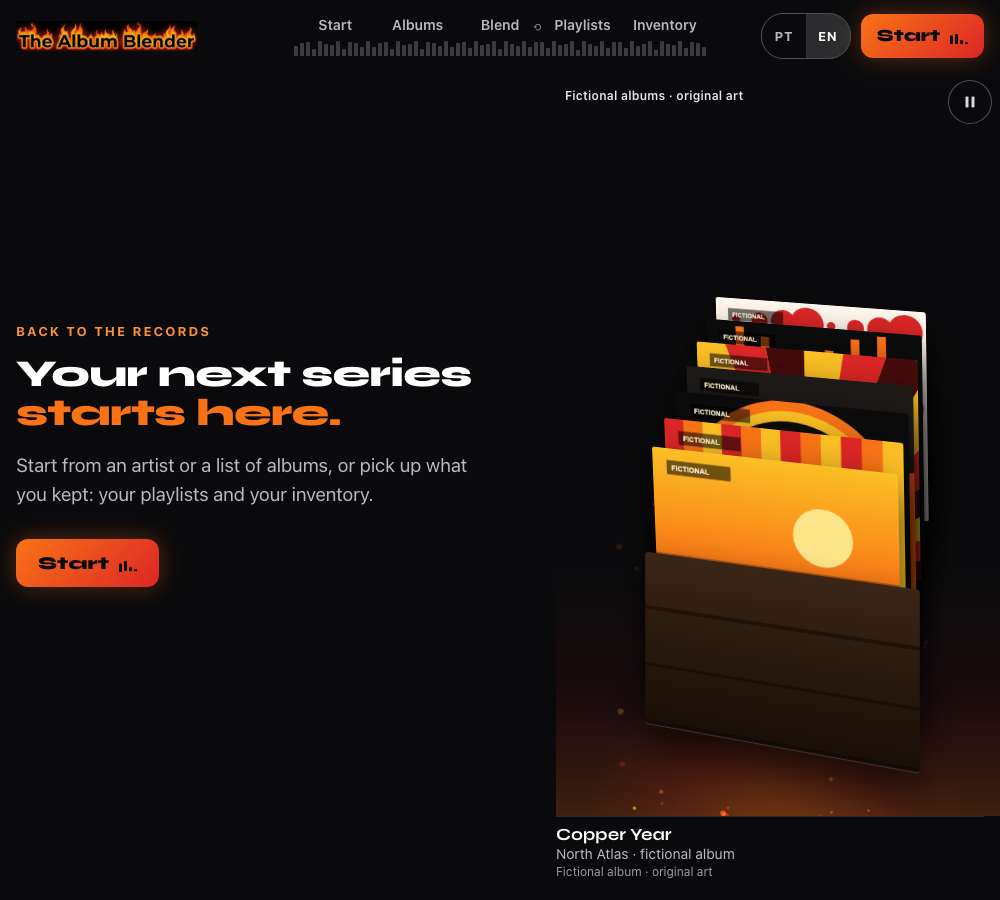 The Album Blender
Start
Albums
Blend
Playlists
Inventory
PT
EN
Start
Fictional albums · original art
BACK TO THE RECORDS
Your next series
starts here.
Start from an artist or a list of albums, or pick up what
you kept: your playlists and your inventory.
Start
FICTIONAL
FICTIONAL
FICTIONAL
FICTIONAL
FICTIONAL
FICTIONAL
FICTIONAL
Copper Year
North Atlas · fictional album
Fictional album · original art